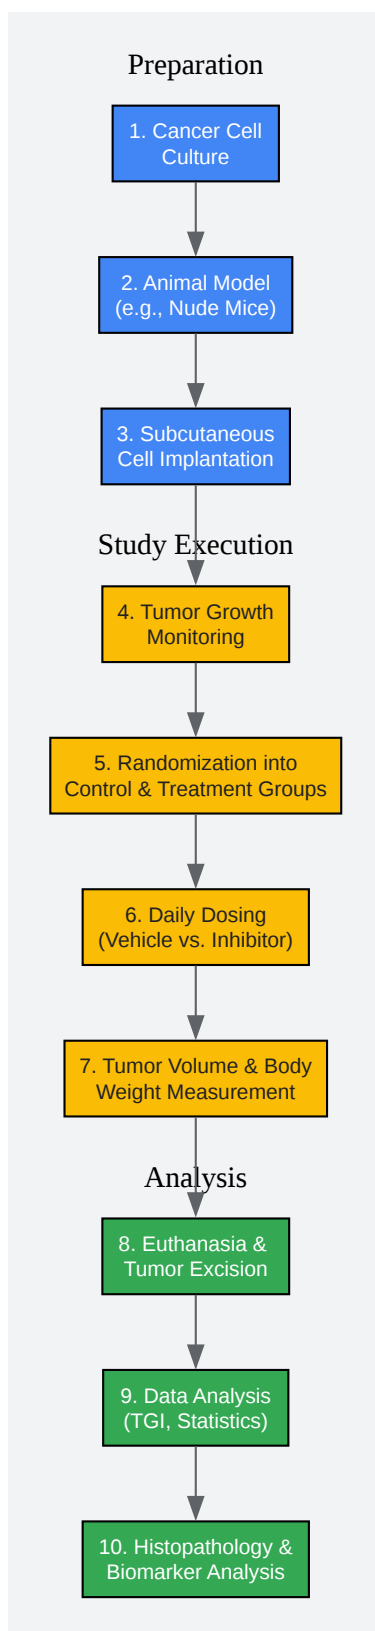 Preparation
1. Cancer Cell
Culture
2. Animal Model
(e.g., Nude Mice)
3. Subcutaneous
Cell Implantation
Study Execution
4. Tumor Growth
Monitoring
5. Randomization into
Control & Treatment Groups
6. Daily Dosing
(Vehicle vs. Inhibitor)
7. Tumor Volume & Body
Weight Measurement
Analysis
8. Euthanasia &
Tumor Excision
9. Data Analysis
(TGI, Statistics)
10. Histopathology &
Biomarker Analysis